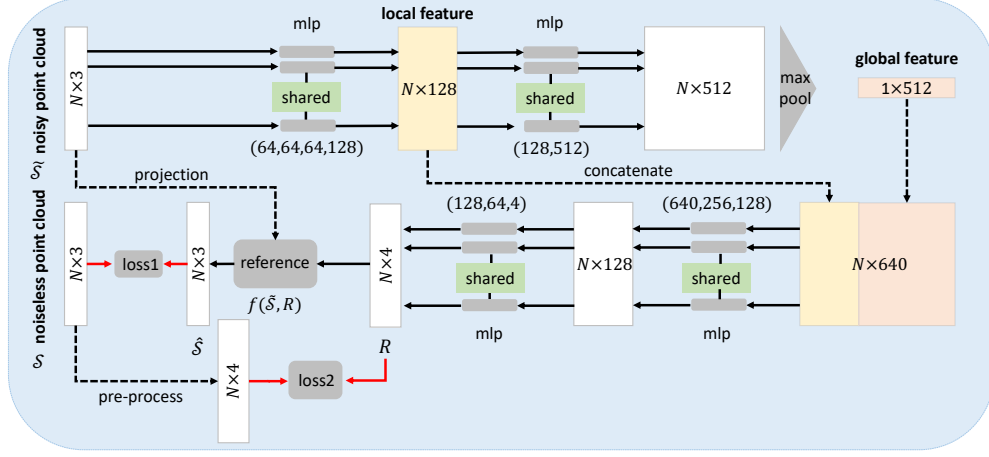 local feature
mlp
mlp
global feature
S̃ noisy point cloud
N×3
shared
N×128
shared
N×512
max
pool
1×512
(64,64,64,128)
(128,512)
projection
concatenate
S noiseless point cloud
(128,64,4)
(640,256,128)
N×3
loss1
N×3
reference
N×4
shared
N×128
shared
N×640
f(S̃,R)
mlp
mlp
Ŝ
R
N×4
loss2
pre-process